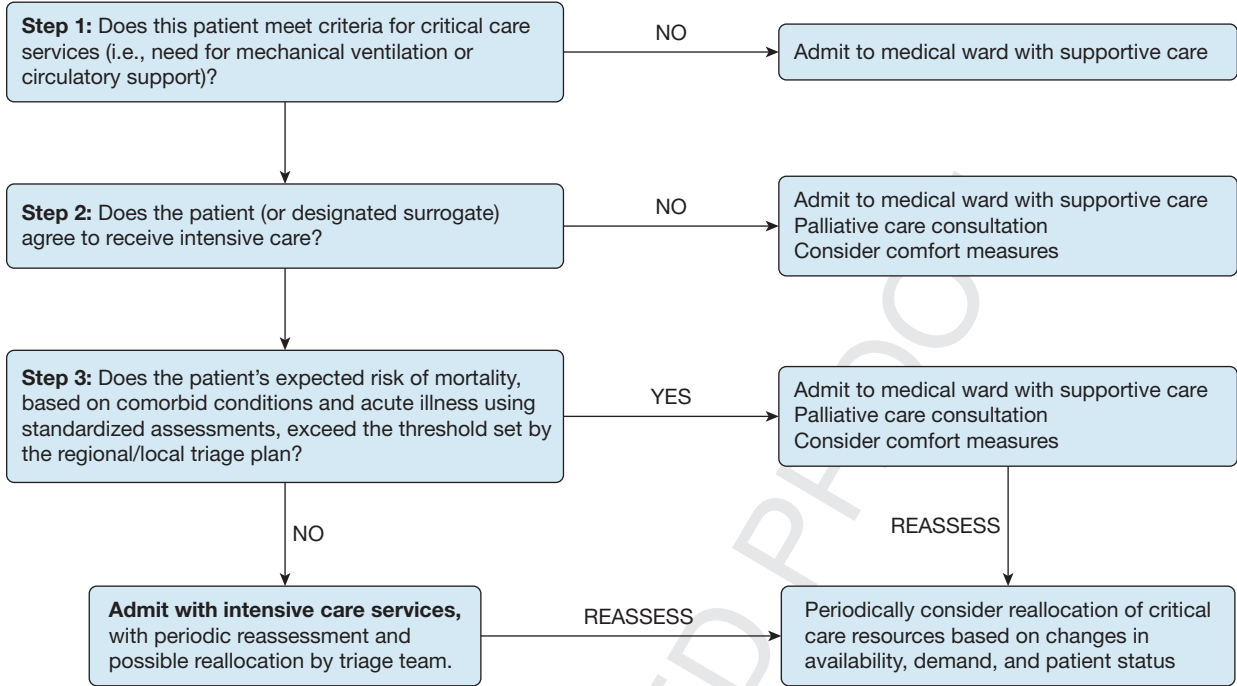 Step 1: Does this patient meet criteria for critical care
services (i.e., need for mechanical ventilation or
circulatory support)?
NO
Admit to medical ward with supportive care
Step 2: Does the patient (or designated surrogate)
agree to receive intensive care?
NO
Admit to medical ward with supportive care
Palliative care consultation
Consider comfort measures
Step 3: Does the patient’s expected risk of mortality,
based on comorbid conditions and acute illness using
standardized assessments, exceed the threshold set by
the regional/local triage plan?
YES
Admit to medical ward with supportive care
Palliative care consultation
Consider comfort measures
NO
REASSESS
Admit with intensive care services,
with periodic reassessment and
possible reallocation by triage team.
REASSESS
Periodically consider reallocation of critical
care resources based on changes in
availability, demand, and patient status